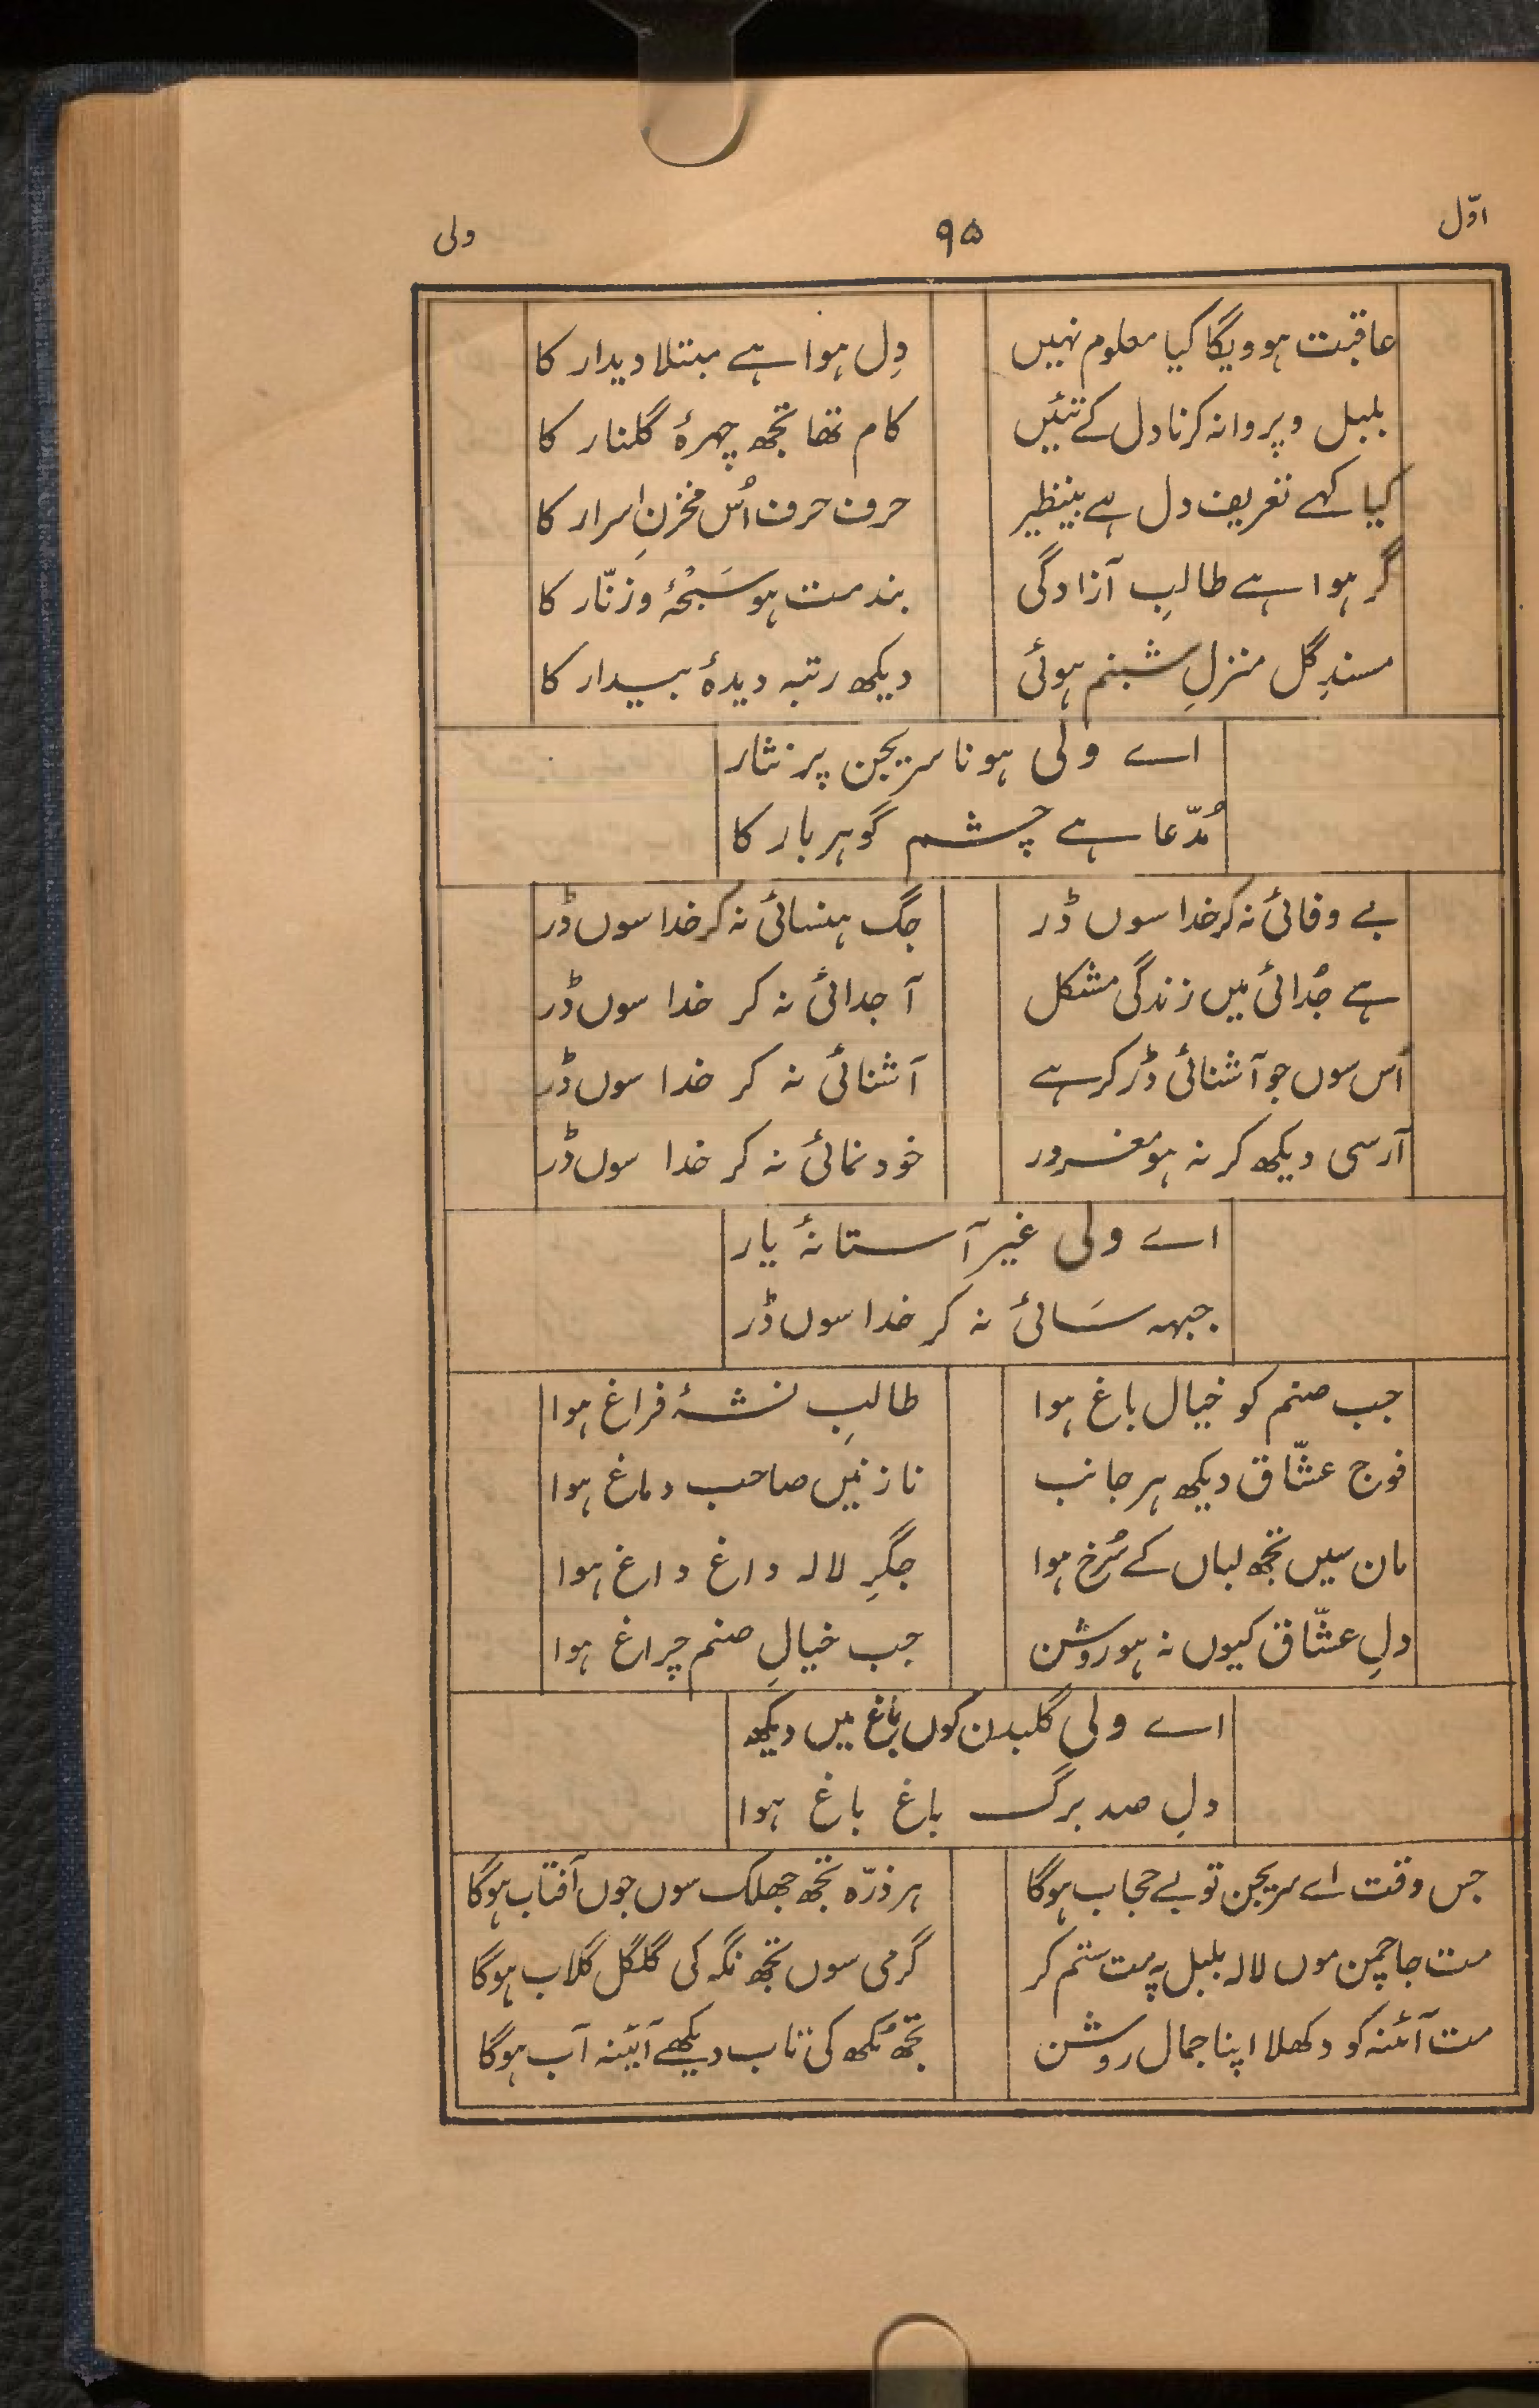 اوّل ۹۵ ولی
عاقبت ہوویگا کیا معلوم نہیں دِل ہوا ہے مبتلا دیدار کا
بلبل و پروانہ کرنا دل کے تئیں کام تھا تجھ چہرۂ گلنار کا
کیا کہے تعریف دل ہے بینظیر حرف حرف اُس مخزنِ اسرار کا
گر ہوا ہے طالبِ آزادگی بند مت ہو سَبْحۂ و زنّار کا
مسندِ گل منزلِ شبنم ہوئی دیکھ رتبہ دیدۂ بیدار کا
اے ولی ہونا سریجن پر نثار
مُدّعا ہے چشم گوہر بار کا
بے وفائی نہ کر خدا سوں ڈر جگ ہنسائی نہ کر خدا سوں ڈر
ہے جُدائی میں زندگی مشکل آ جدائی نہ کر خدا سوں ڈر
اُس سوں جو آشنائی ڈر کر ہے آشنائی نہ کر خدا سوں ڈر
آرسی دیکھ کر نہ ہو مغرور خود نمائی نہ کر خدا سوں ڈر
اے ولی غیر آستانۂ یار
جبہہ سَائی نہ کر خدا سوں ڈر
جب صنم کو خیال باغ ہوا طالبِ نشۂ فراغ ہوا
فوج عشّاق دیکھ ہر جانب نازنیں صاحب دماغ ہوا
مان سیں تجھ لباں کے سُرخ ہوا جگرِ لالہ داغ داغ ہوا
دلِ عشّاق کیوں نہ ہو روشن جب خیالِ صنم چراغ ہوا
اے ولی گلبدن کوں باغ میں دیکھ
دلِ صد برگ باغ باغ ہوا
جس وقت اے سریجن تو بے حجاب ہوگا ہر ذرّہ تجھ جھلک سوں جوں آفتاب ہوگا
مت جا چمن موں لالہ بلبل پہ مت ستم کر گرمی سوں تجھ نگہ کی گلگل گلاب ہوگا
مت آئنہ کو دکھلا اپنا جمال روشن تجھ مُکھ کی تاب دیکھے آئینہ آب ہوگا